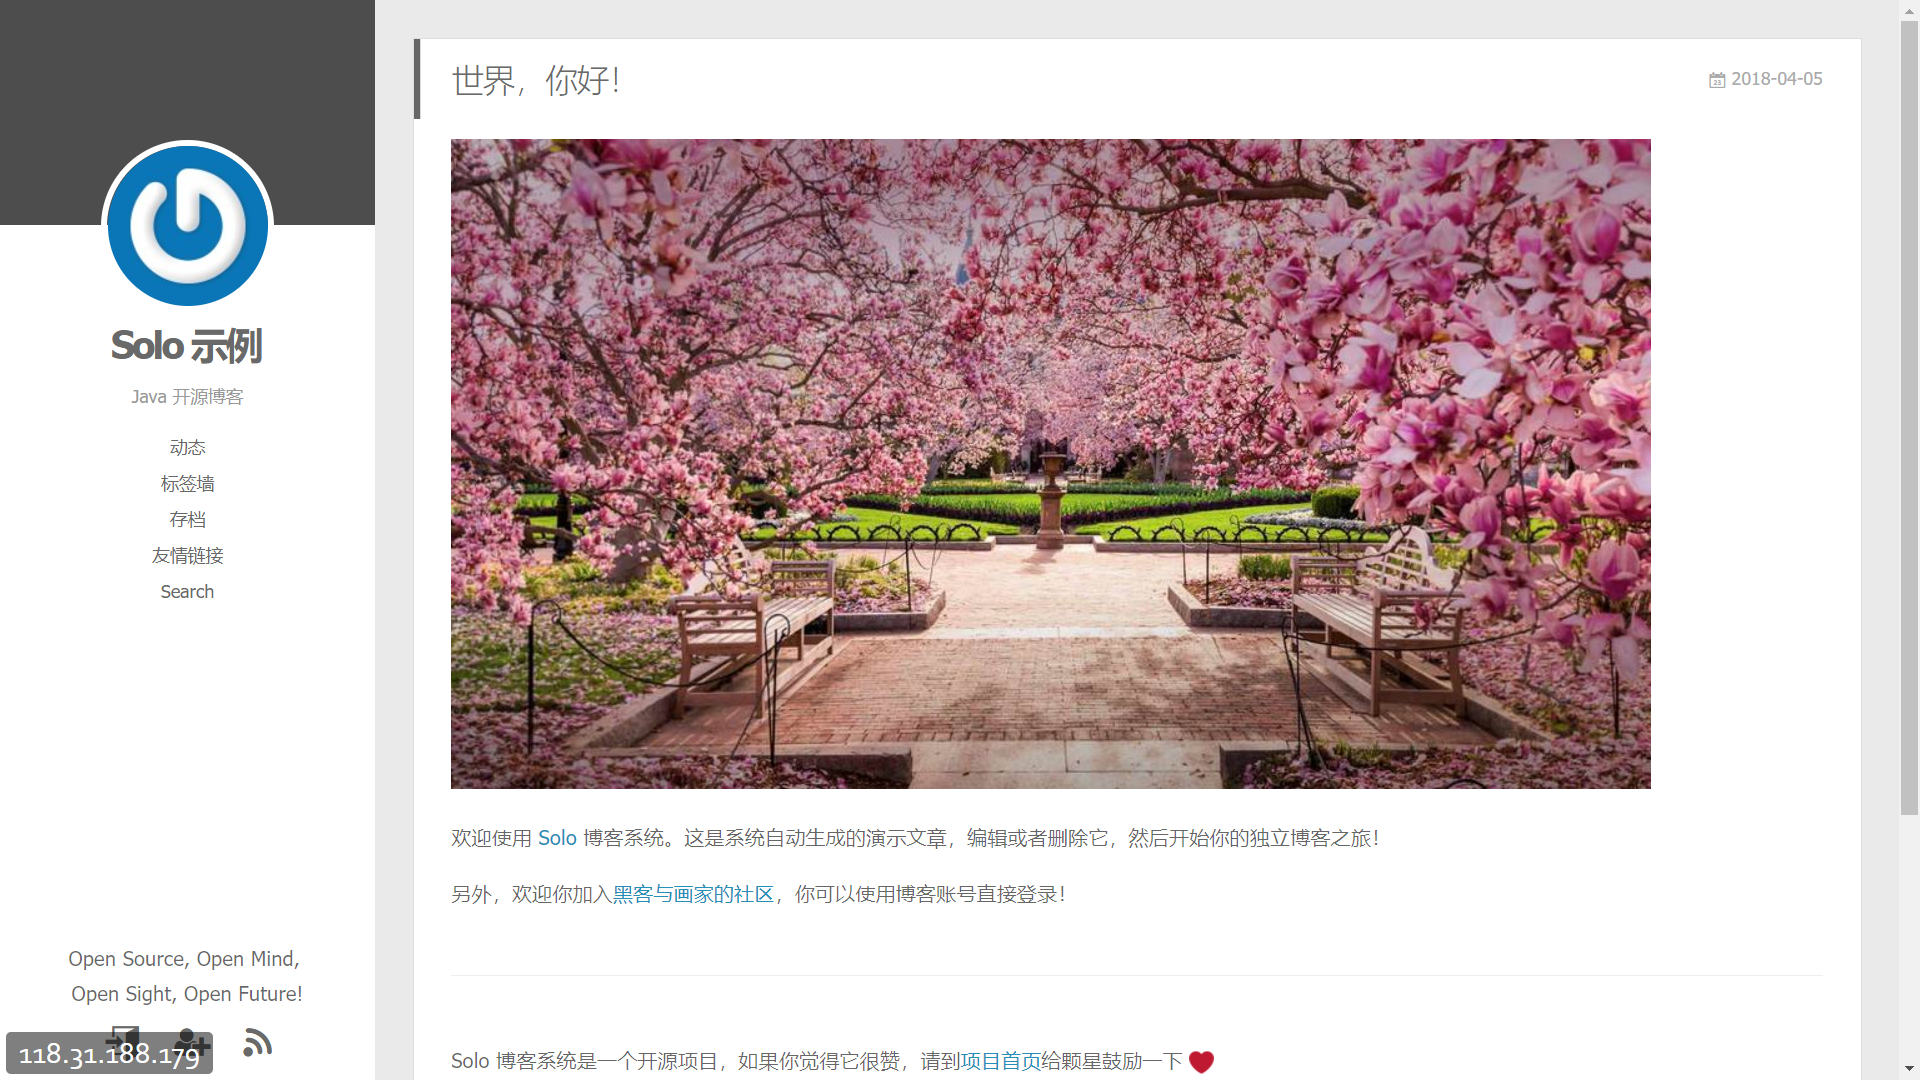 Solo 示例
Java 开源博客
动态
标签墙
存档
友情链接
Search
Open Source, Open Mind,
Open Sight, Open Future!
118.31.188.179
世界，你好！
2018-04-05
欢迎使用 Solo 博客系统。这是系统自动生成的演示文章，编辑或者删除它，然后开始你的独立博客之旅！
另外，欢迎你加入黑客与画家的社区，你可以使用博客账号直接登录！
Solo 博客系统是一个开源项目，如果你觉得它很赞，请到项目首页给颗星鼓励一下 ❤️